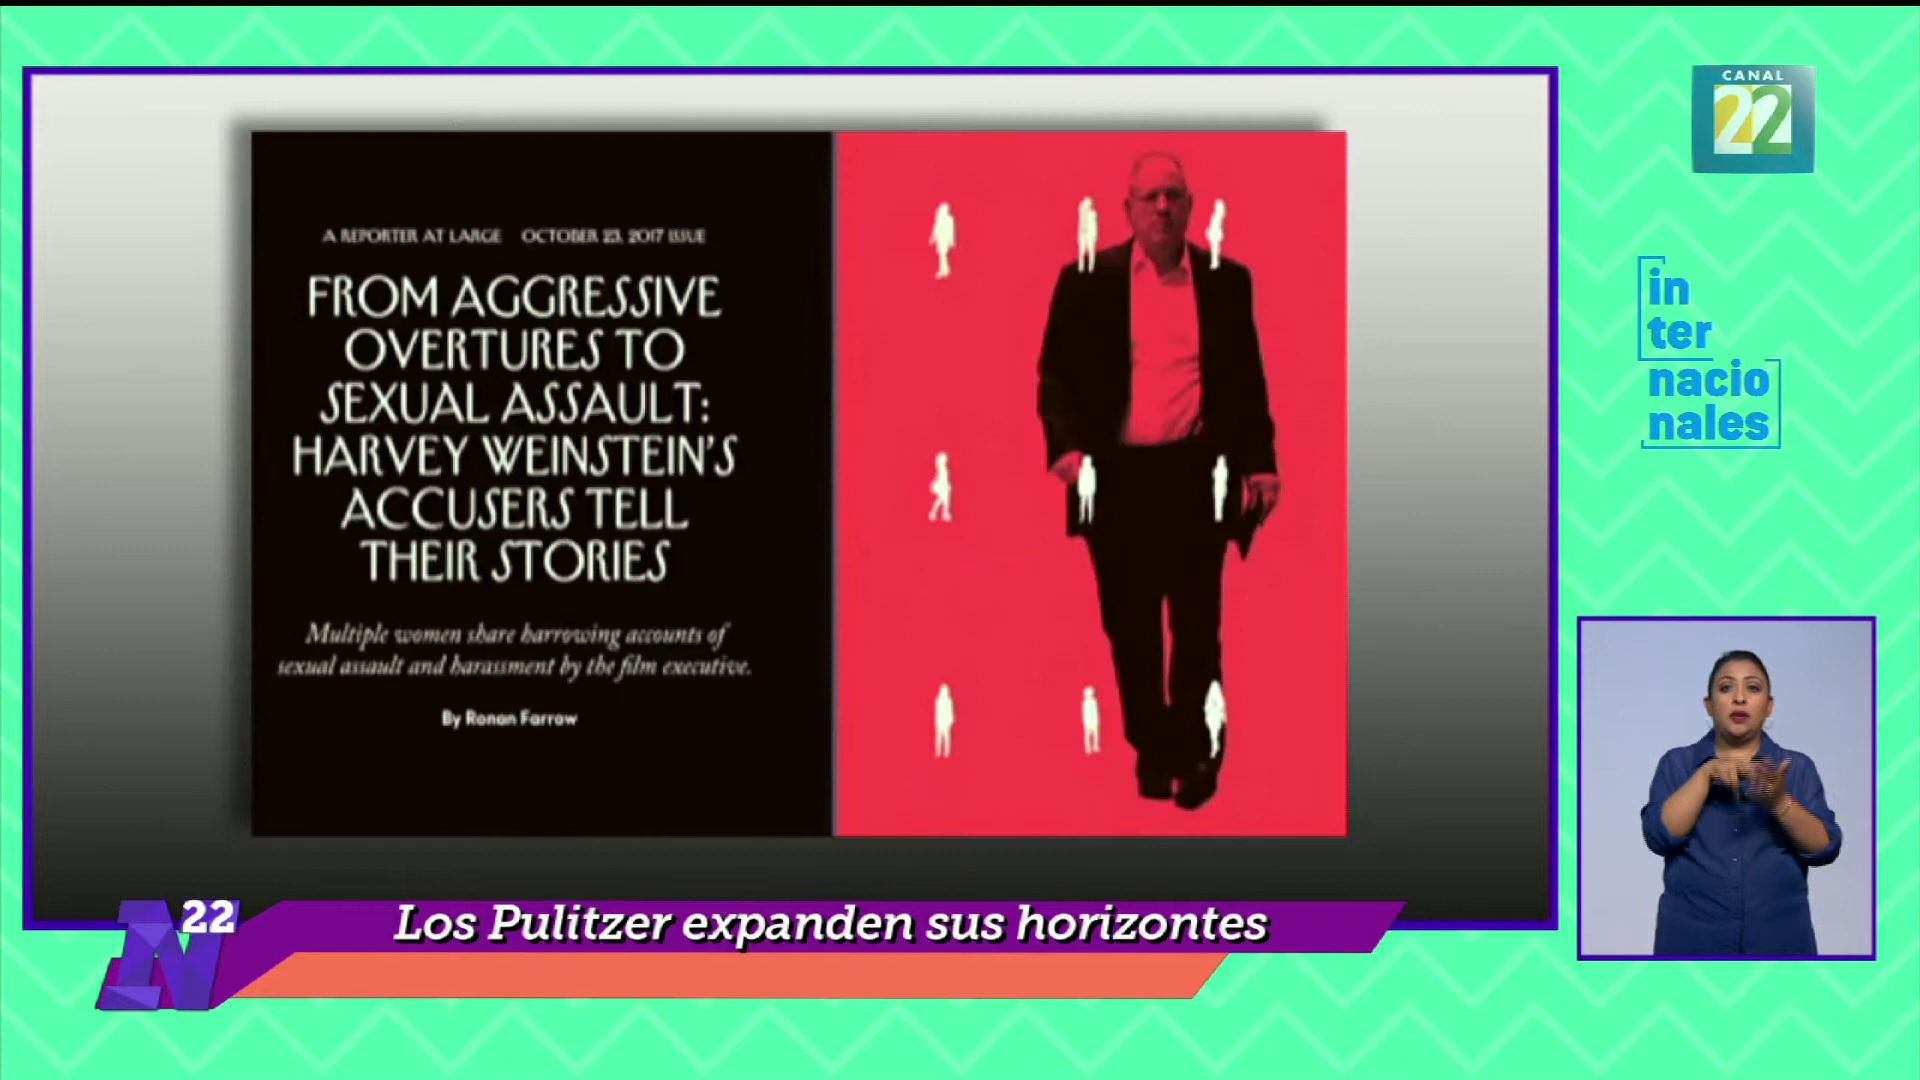 CANAL
22
A REPORTER AT LARGE OCTOBER 23, 2017 ISSUE
FROM AGGRESSIVE
OVERTURES TO
SEXUAL ASSAULT:
HARVEY WEINSTEIN'S
ACCUSERS TELL
THEIR STORIES
Multiple women share harrowing accounts of
sexual assault and harassment by the film executive.
By Ronan Farrow
in
ter
nacio
nales
N22
Los Pulitzer expanden sus horizontes